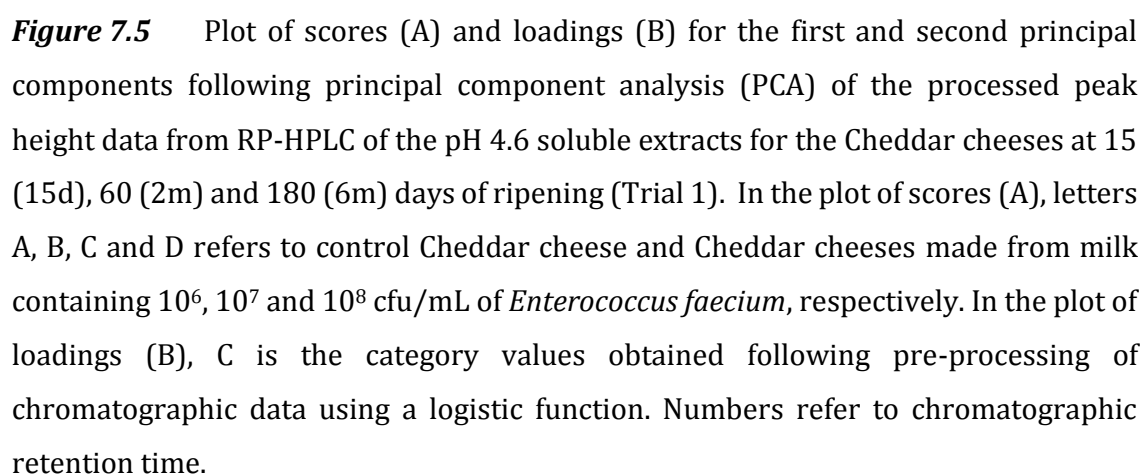 Figure 7.5 Plot of scores (A) and loadings (B) for the first and second principal
components following principal component analysis (PCA) of the processed peak
height data from RP-HPLC of the pH 4.6 soluble extracts for the Cheddar cheeses at 15
(15d), 60 (2m) and 180 (6m) days of ripening (Trial 1). In the plot of scores (A), letters
A, B, C and D refers to control Cheddar cheese and Cheddar cheeses made from milk
containing 10⁶, 10⁷ and 10⁸ cfu/mL of Enterococcus faecium, respectively. In the plot of
loadings (B), C is the category values obtained following pre-processing of
chromatographic data using a logistic function. Numbers refer to chromatographic
retention time.